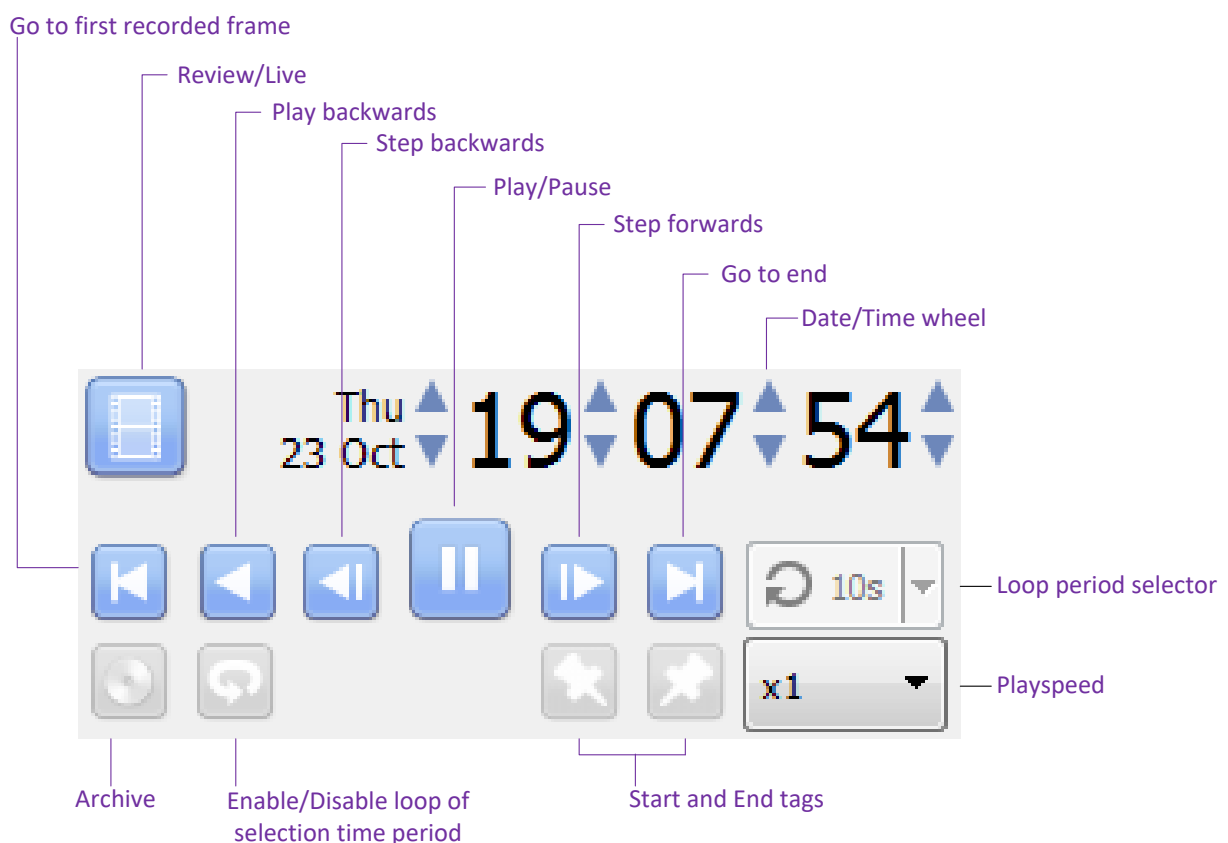 Go to first recorded frame
Review/Live
Play backwards
Step backwards
Play/Pause
Step forwards
Go to end
Date/Time wheel
Thu
23 Oct
19 07 54
10s
Loop period selector
x1
Playspeed
Archive
Enable/Disable loop of
selection time period
Start and End tags